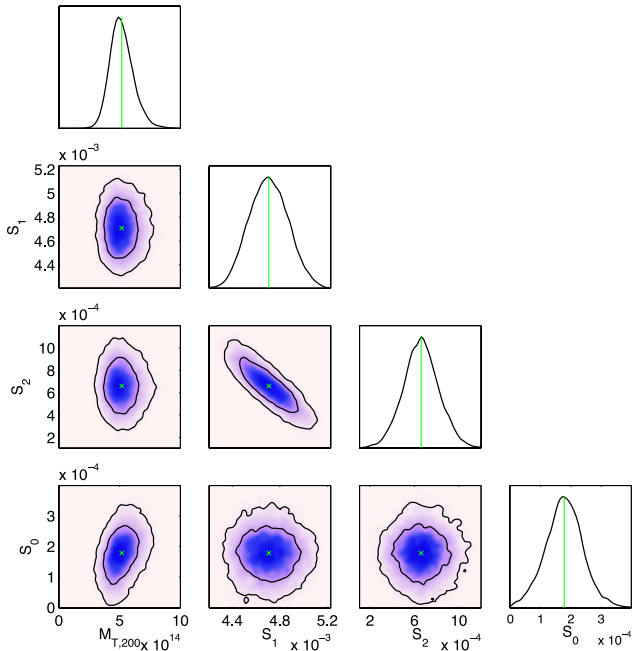 x 10⁻³
5.2
5
4.8
4.6
4.4
S₁
x 10⁻⁴
10
8
6
4
2
S₂
x 10⁻⁴
3
2
1
0
S₀
0 5 10
M_T,200 x 10¹⁴
4.4 4.8 5.2
S₁ x 10⁻³
2 6 10
S₂ x 10⁻⁴
0 2
S₀ x 10⁻⁴